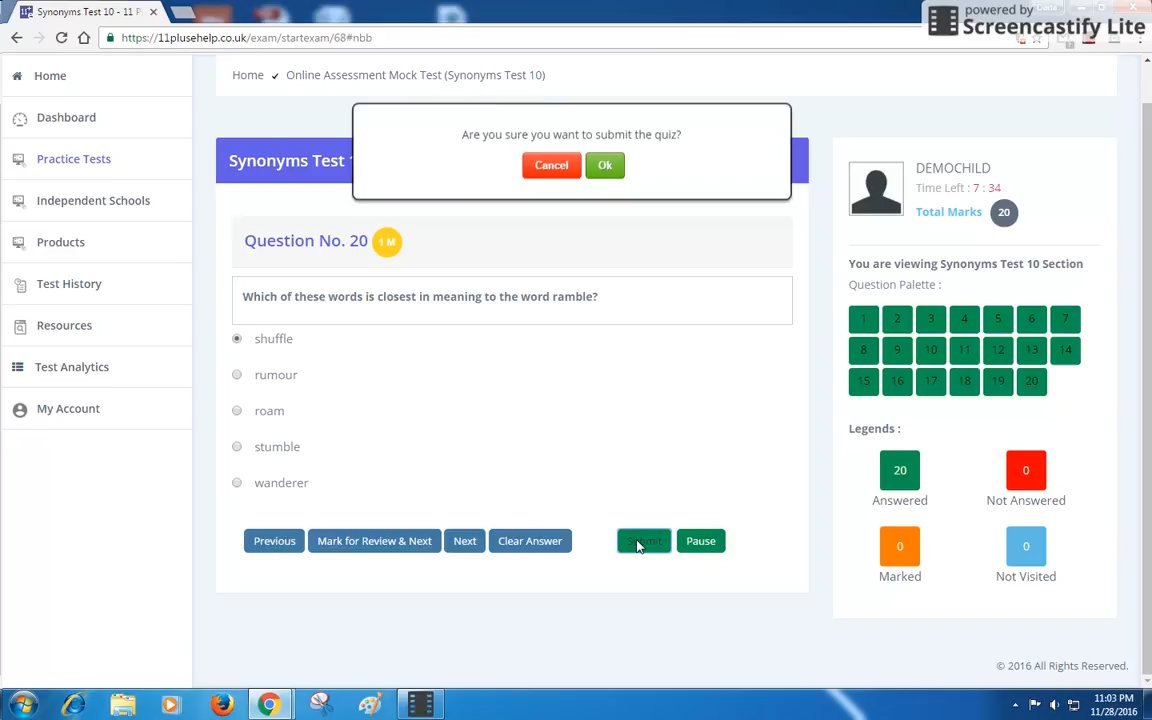 Synonyms Test 10 - 11 P
powered by
Screencastify Lite
https://11plusehelp.co.uk/exam/startexam/68#nbb
Home
Dashboard
Practice Tests
Independent Schools
Products
Test History
Resources
Test Analytics
My Account
Home ✓ Online Assessment Mock Test (Synonyms Test 10)
Are you sure you want to submit the quiz?
Cancel Ok
Synonyms Test
Question No. 20 1 M
Which of these words is closest in meaning to the word ramble?
shuffle
rumour
roam
stumble
wanderer
Previous Mark for Review & Next Next Clear Answer Submit Pause
DEMOCHILD
Time Left : 7 : 34
Total Marks 20
You are viewing Synonyms Test 10 Section
Question Palette :
1 2 3 4 5 6 7
8 9 10 11 12 13 14
15 16 17 18 19 20
Legends :
20 0
Answered Not Answered
0 0
Marked Not Visited
© 2016 All Rights Reserved.
11:03 PM
11/28/2016